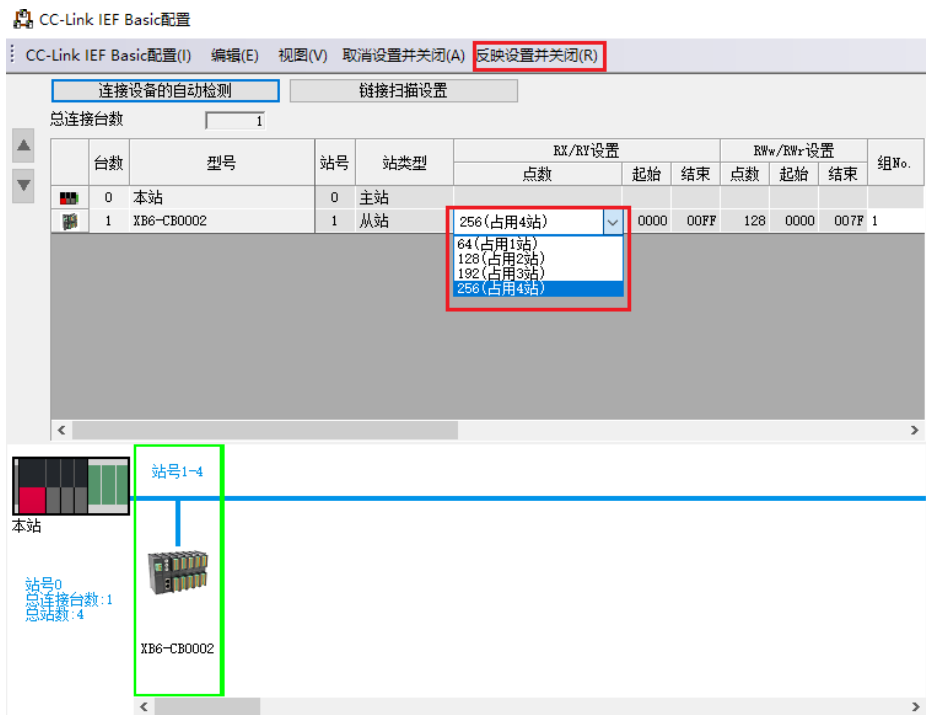 CC-Link IEF Basic配置
CC-Link IEF Basic配置(I) 编辑(E) 视图(V) 取消设置并关闭(A) 反映设置并关闭(R)
连接设备的自动检测 链接扫描设置
总连接台数 1
台数 型号 站号 站类型 RX/RY设置 RWw/RWr设置 组No.
点数 起始 结束 点数 起始 结束
0 本站 0 主站
1 XB6-CB0002 1 从站 256(占用4站) 0000 00FF 128 0000 007F 1
64(占用1站)
128(占用2站)
192(占用3站)
256(占用4站)
站号1-4
本站
站号0
总连接台数:1
总站数:4
XB6-CB0002